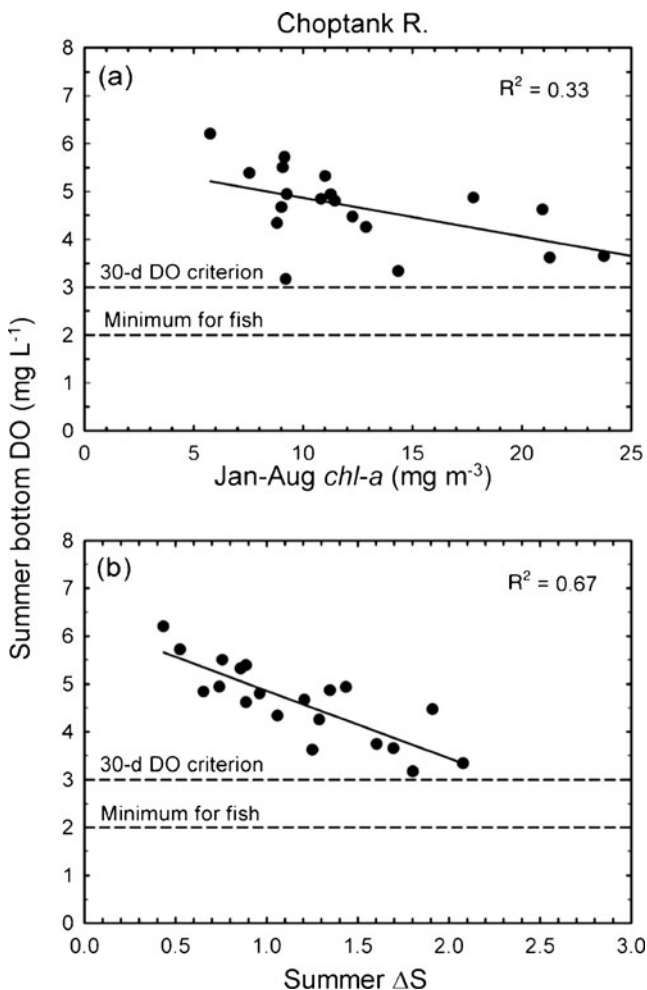 Choptank R.
8
(a)
R² = 0.33
7
6
5
4
30-d DO criterion
3
Minimum for fish
2
1
0
0 5 10 15 20 25
Jan-Aug chl-a (mg m⁻³)
Summer bottom DO (mg L⁻¹)
8
(b)
R² = 0.67
7
6
5
4
30-d DO criterion
3
Minimum for fish
2
1
0
0.0 0.5 1.0 1.5 2.0 2.5 3.0
Summer ΔS